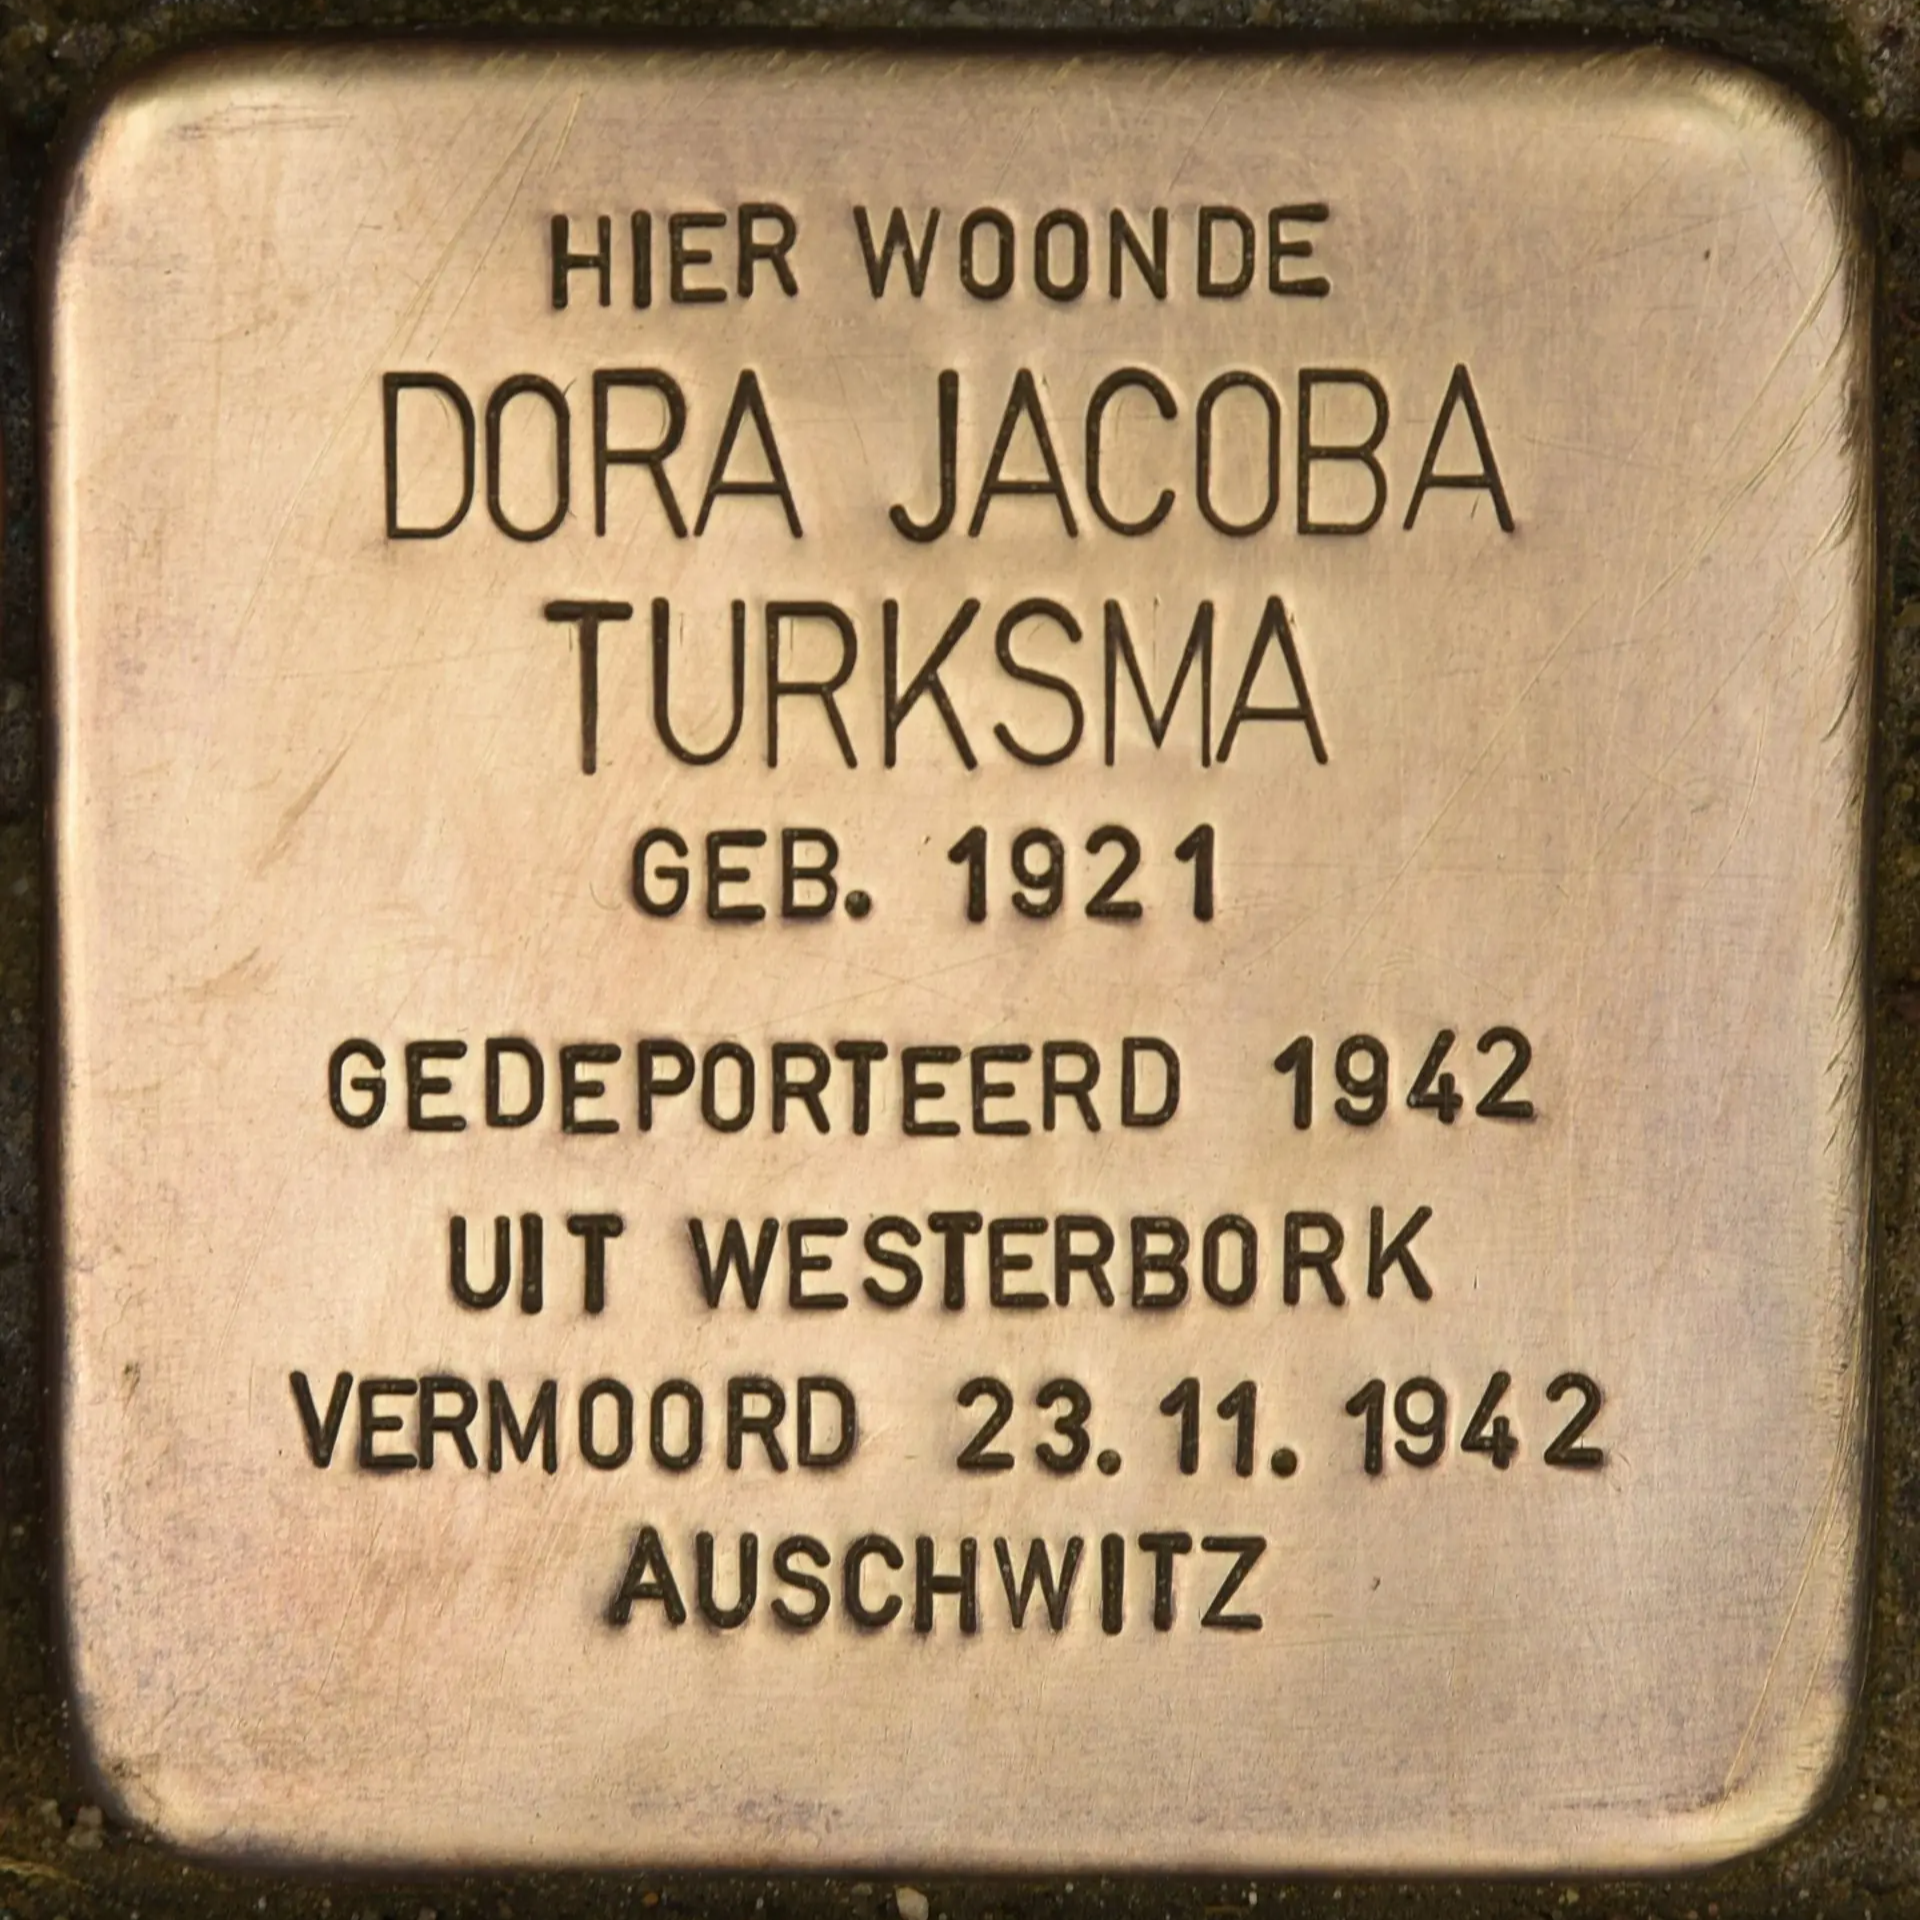 HIER WOONDE
DORA JACOBA
TURKSMA
GEB. 1921
GEDEPORTEERD 1942
UIT WESTERBORK
VERMOORD 23.11.1942
AUSCHWITZ